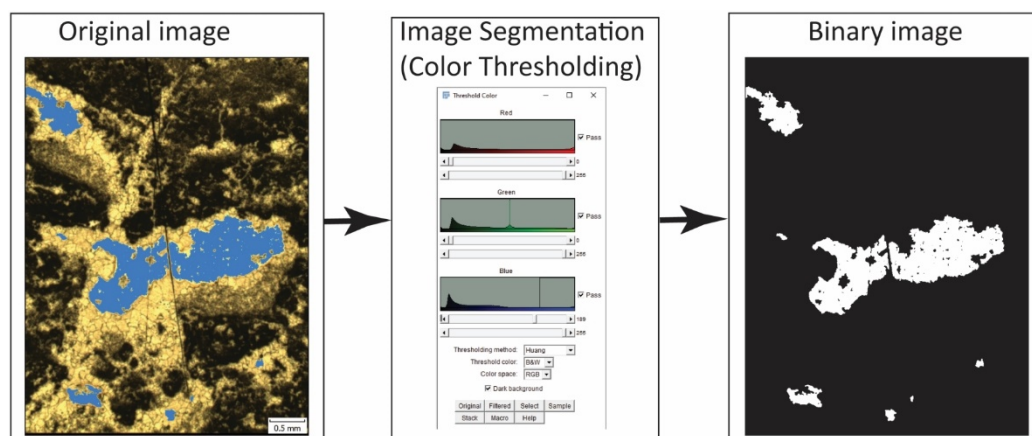 Original image
0.5 mm
Image Segmentation
(Color Thresholding)
Threshold Color
Red
Pass
0
255
Green
Pass
0
255
Blue
Pass
189
255
Thresholding method: Huang
Threshold color: B&W
Color space: RGB
Dark background
Original Filtered Select Sample
Stack Macro Help
Binary image